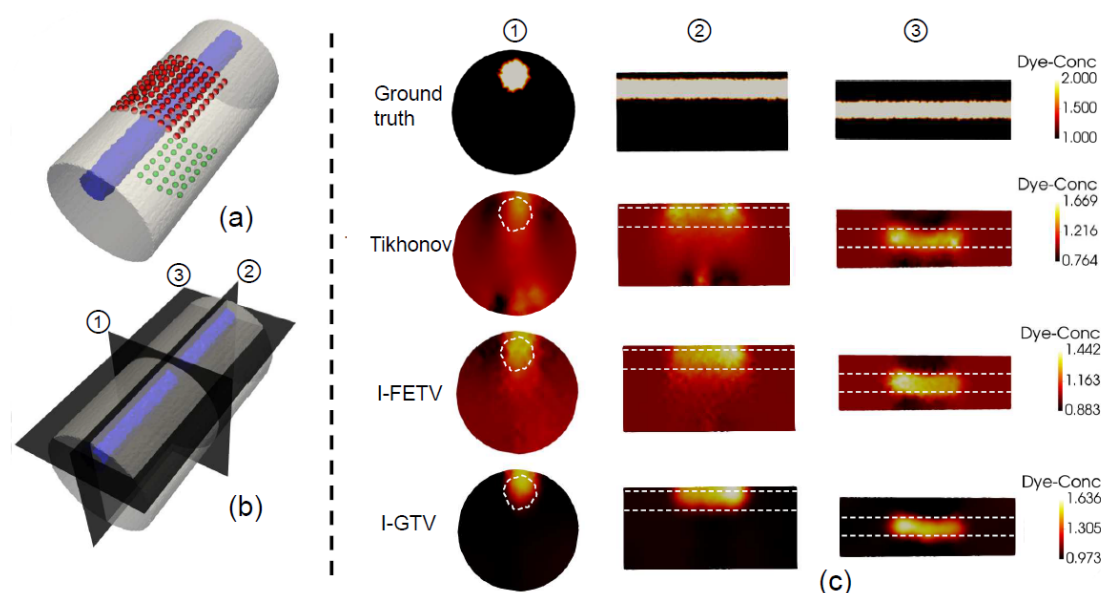 ① ② ③
(a)
Ground
truth
Dye-Conc
2.000
1.500
1.000
Tikhonov
Dye-Conc
1.669
1.216
0.764
②
③
①
(b)
I-FETV
Dye-Conc
1.442
1.163
0.883
I-GTV
Dye-Conc
1.636
1.305
0.973
(c)